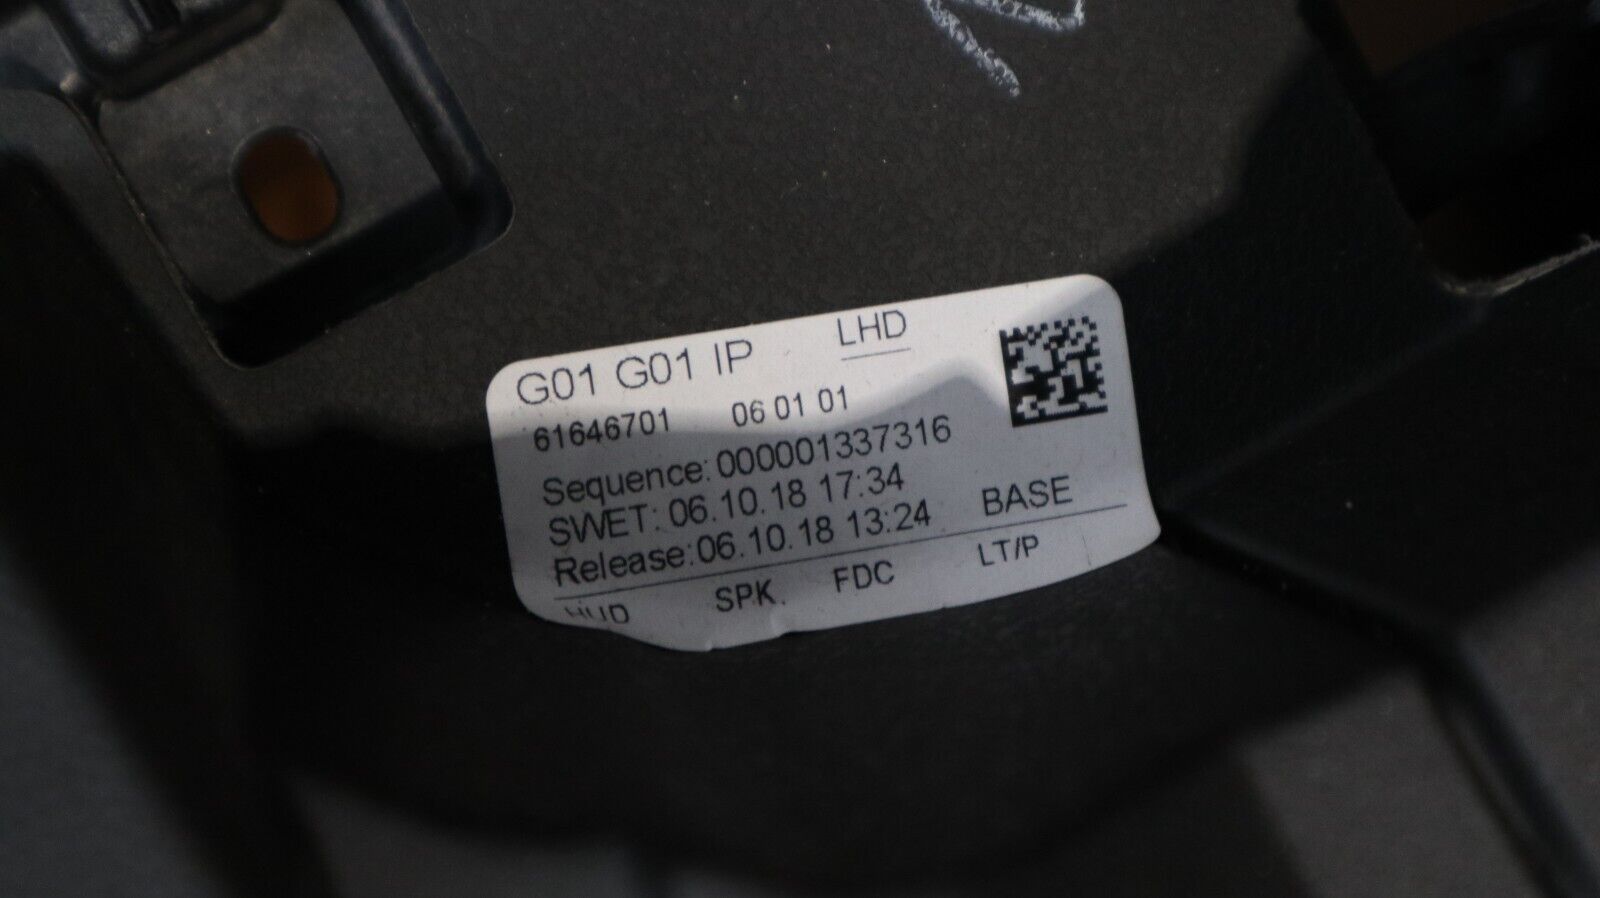 G01 G01 IP LHD
61646701 06 01 01
Sequence: 000001337316
SWET: 06.10.18 17:34
Release: 06.10.18 13:24 BASE
HUD SPK. FDC LT/P